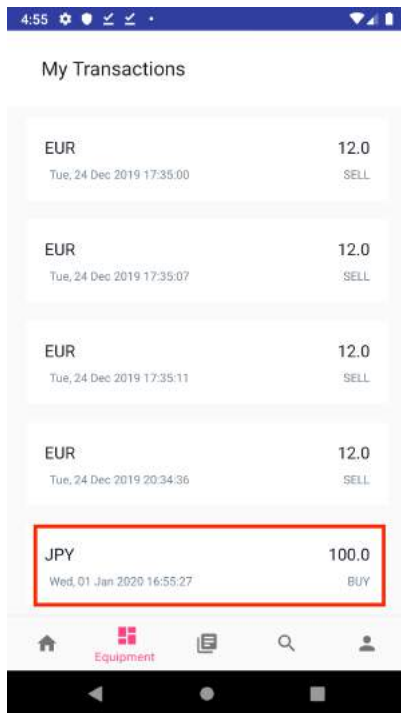 4:55
My Transactions
EUR 12.0
Tue, 24 Dec 2019 17:35:00 SELL
EUR 12.0
Tue, 24 Dec 2019 17:35:07 SELL
EUR 12.0
Tue, 24 Dec 2019 17:35:11 SELL
EUR 12.0
Tue, 24 Dec 2019 20:34:36 SELL
JPY 100.0
Wed, 01 Jan 2020 16:55:27 BUY
Equipment